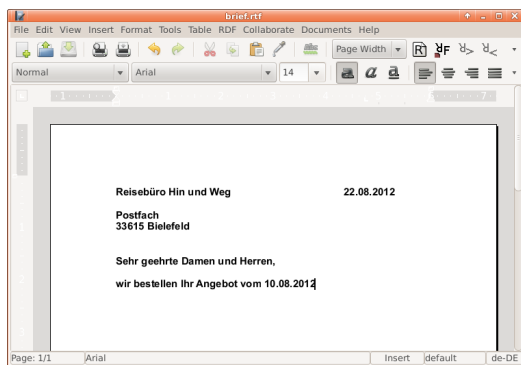 brief.rtf
File Edit View Insert Format Tools Table RDF Collaborate Documents Help
Page Width
Normal Arial 14
1 7
Reisebüro Hin und Weg 22.08.2012
Postfach
33615 Bielefeld
Sehr geehrte Damen und Herren,
wir bestellen Ihr Angebot vom 10.08.2012
Page: 1/1 Arial Insert default de-DE